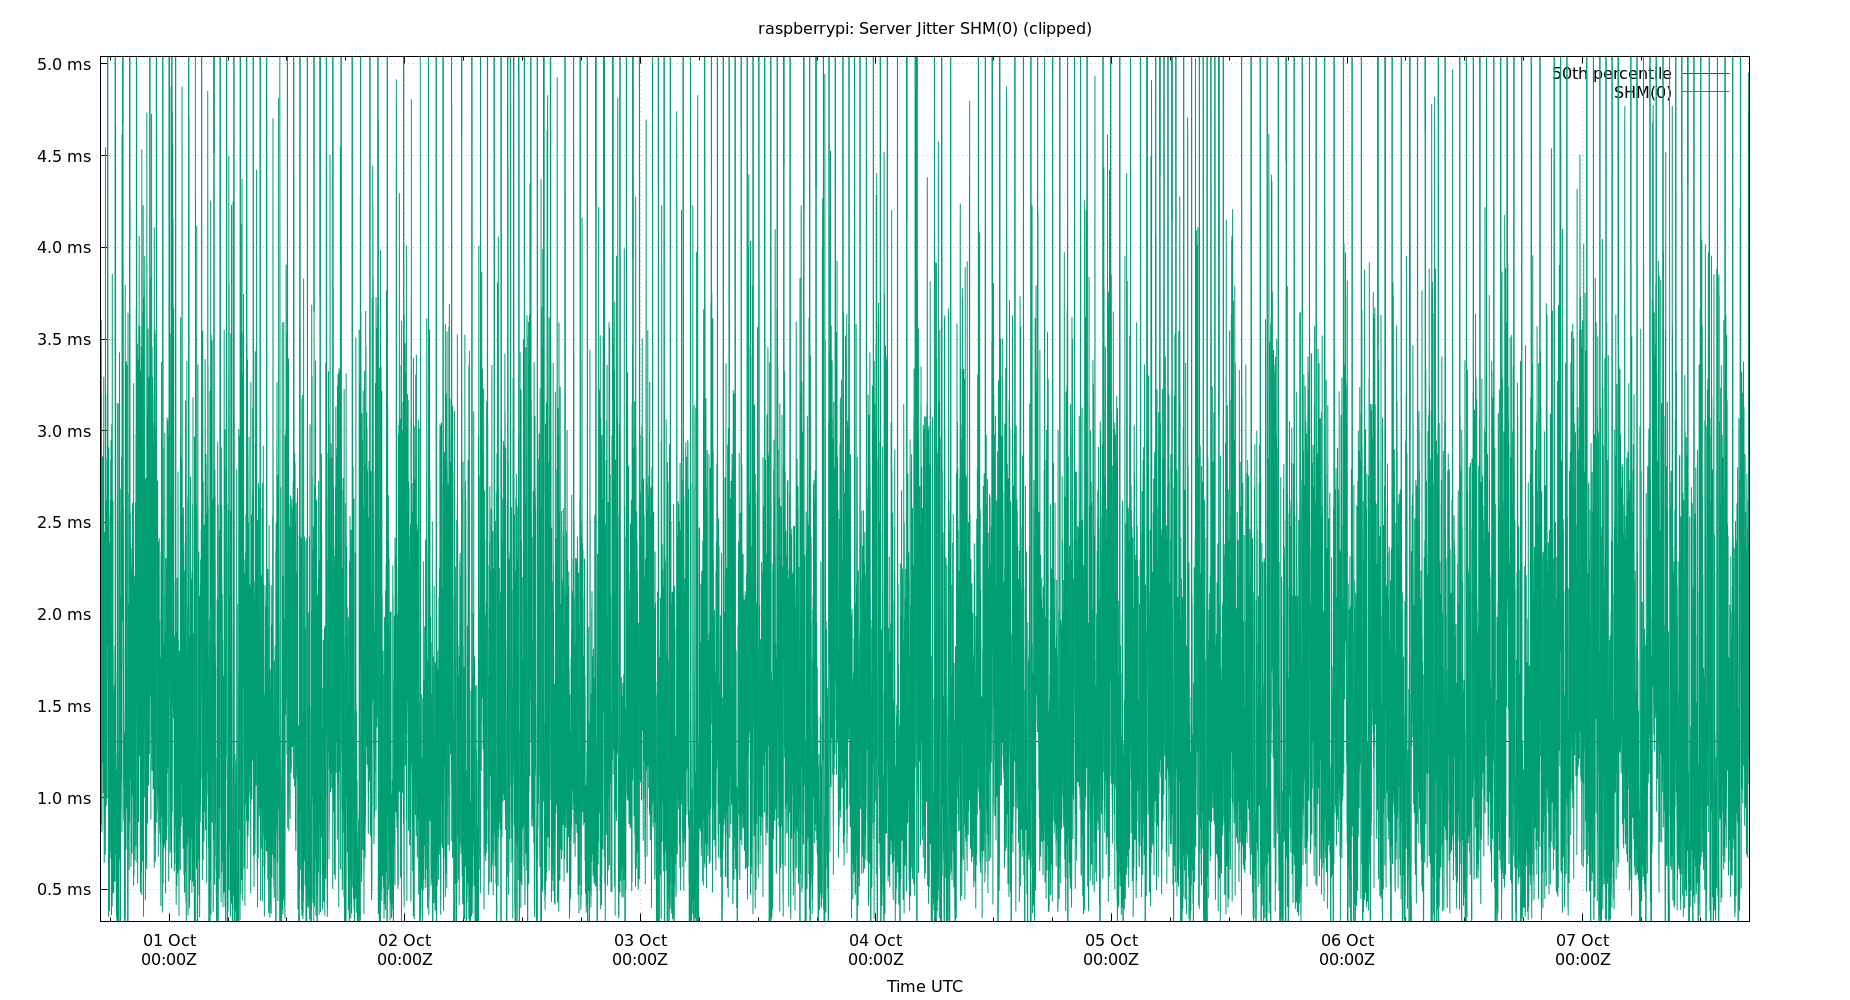 raspberrypi: Server Jitter SHM(0) (clipped)
5.0 ms
50th percentile
SHM(0)
4.5 ms
4.0 ms
3.5 ms
3.0 ms
2.5 ms
2.0 ms
1.5 ms
1.0 ms
0.5 ms
01 Oct 02 Oct 03 Oct 04 Oct 05 Oct 06 Oct 07 Oct
00:00Z 00:00Z 00:00Z 00:00Z 00:00Z 00:00Z 00:00Z
Time UTC